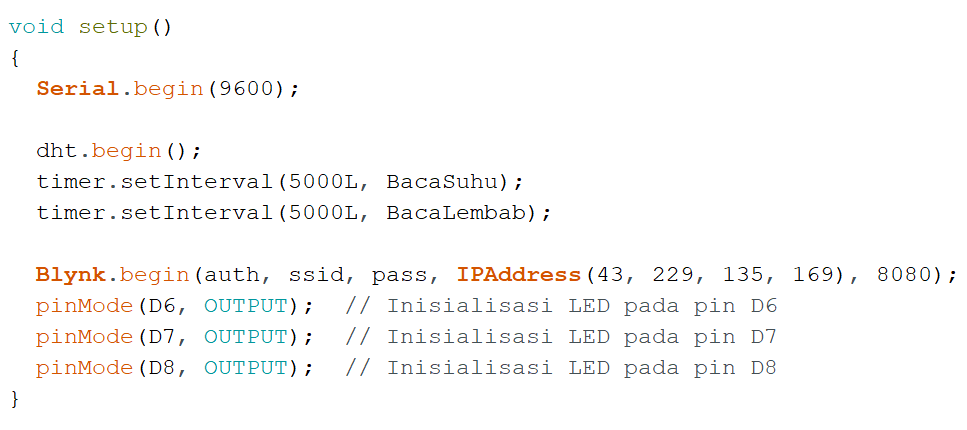 void setup()
{
  Serial.begin(9600);

  dht.begin();
  timer.setInterval(5000L, BacaSuhu);
  timer.setInterval(5000L, BacaLembab);

  Blynk.begin(auth, ssid, pass, IPAddress(43, 229, 135, 169), 8080);
  pinMode(D6, OUTPUT);  // Inisialisasi LED pada pin D6
  pinMode(D7, OUTPUT);  // Inisialisasi LED pada pin D7
  pinMode(D8, OUTPUT);  // Inisialisasi LED pada pin D8
}